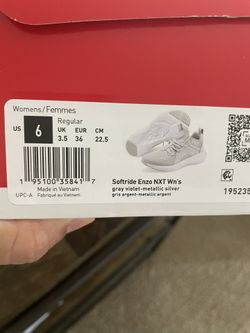 Womens/Femmes
Regular
US 6 UK EUR CM
3.5 36 22.5
1 95100 35841 7
Made in Vietnam
UPC-A Fabriqué au Vietnam
Softride Enzo NXT Wn's
gray violet-metallic silver
gris argent-metallic argent
195235